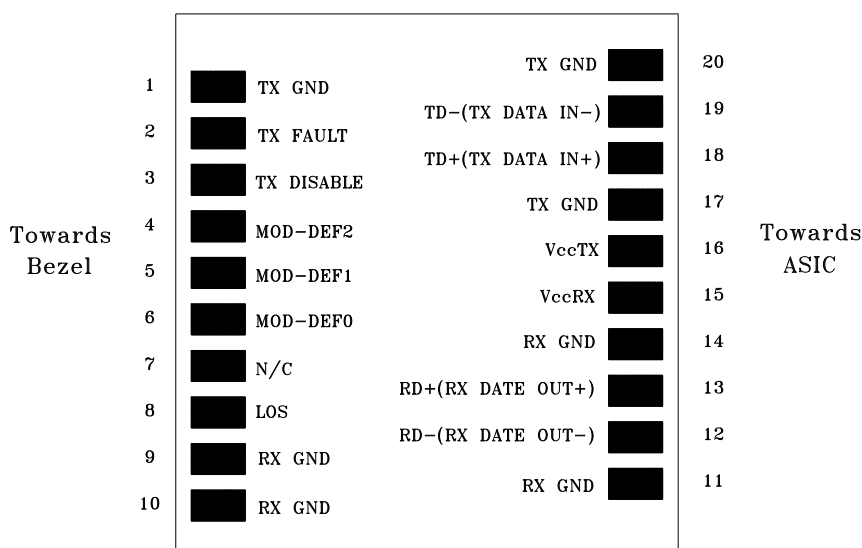 1 TX GND
2 TX FAULT
3 TX DISABLE
4 MOD-DEF2
5 MOD-DEF1
6 MOD-DEF0
7 N/C
8 LOS
9 RX GND
10 RX GND
Towards
Bezel
TX GND 20
TD-(TX DATA IN-) 19
TD+(TX DATA IN+) 18
TX GND 17
VccTX 16
VccRX 15
RX GND 14
RD+(RX DATE OUT+) 13
RD-(RX DATE OUT-) 12
RX GND 11
Towards
ASIC